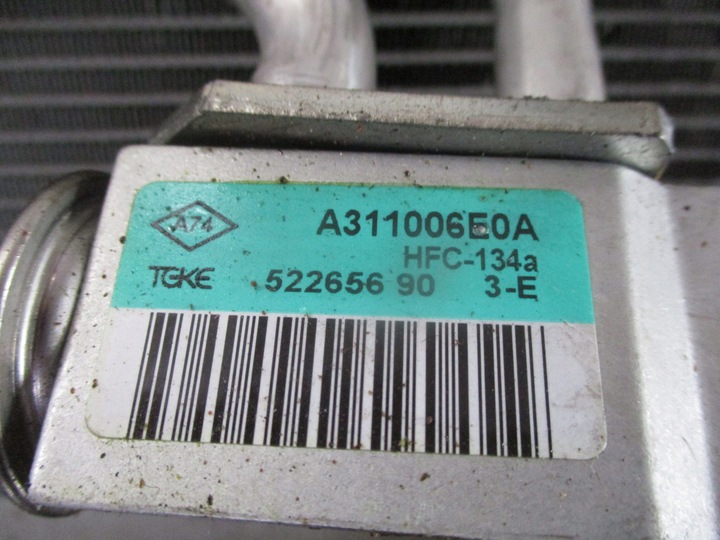 A74
A311006E0A
HFC-134a
TGKE 522656 90 3-E